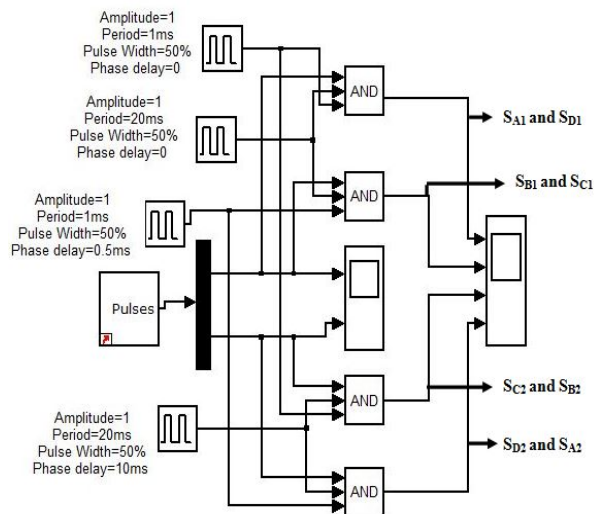 Amplitude=1
Period=1ms
Pulse Width=50%
Phase delay=0
AND
Amplitude=1
Period=20ms
Pulse Width=50%
Phase delay=0
SA1 and SD1
AND
SB1 and SC1
Amplitude=1
Period=1ms
Pulse Width=50%
Phase delay=0.5ms
Pulses
AND
SC2 and SB2
Amplitude=1
Period=20ms
Pulse Width=50%
Phase delay=10ms
SD2 and SA2
AND